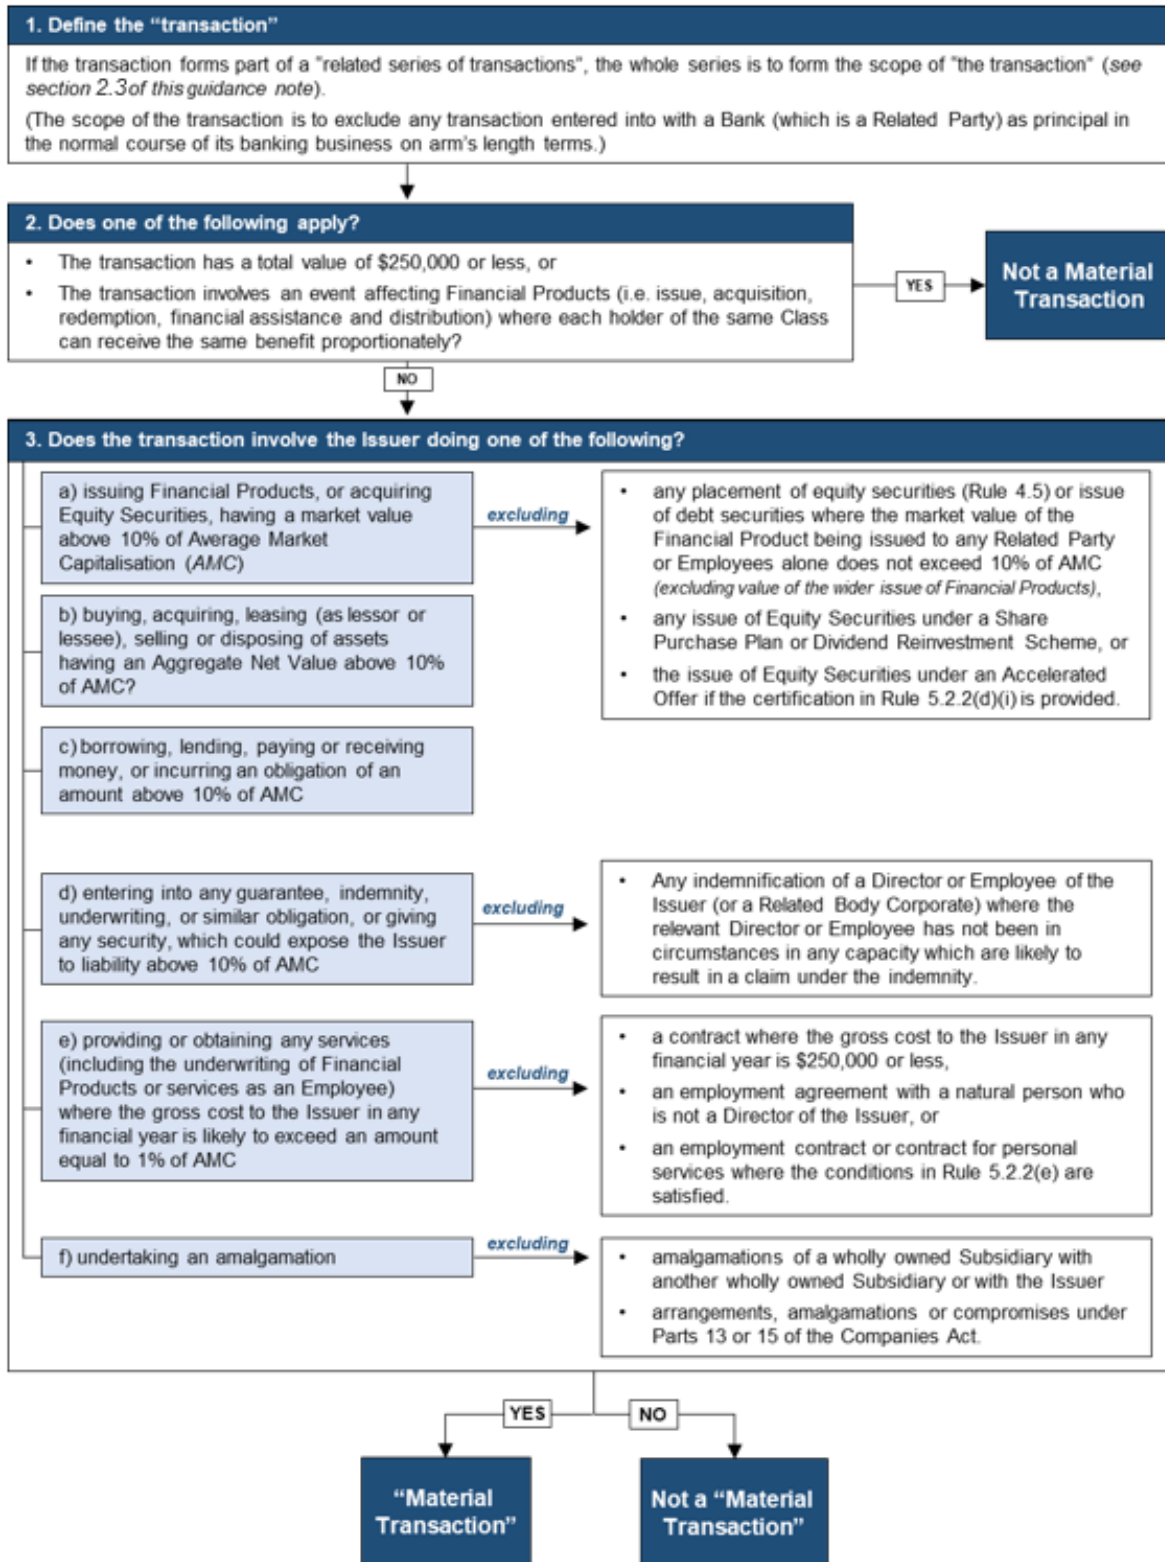 1. Define the “transaction”
If the transaction forms part of a "related series of transactions", the whole series is to form the scope of "the transaction" (see
section 2.3 of this guidance note).
(The scope of the transaction is to exclude any transaction entered into with a Bank (which is a Related Party) as principal in
the normal course of its banking business on arm's length terms.)
2. Does one of the following apply?
• The transaction has a total value of $250,000 or less, or
• The transaction involves an event affecting Financial Products (i.e. issue, acquisition,
redemption, financial assistance and distribution) where each holder of the same Class
can receive the same benefit proportionately?
YES
Not a Material
Transaction
NO
3. Does the transaction involve the Issuer doing one of the following?
a) issuing Financial Products, or acquiring
Equity Securities, having a market value
above 10% of Average Market
Capitalisation (AMC)
excluding
• any placement of equity securities (Rule 4.5) or issue
of debt securities where the market value of the
Financial Product being issued to any Related Party
or Employees alone does not exceed 10% of AMC
(excluding value of the wider issue of Financial Products),
• any issue of Equity Securities under a Share
Purchase Plan or Dividend Reinvestment Scheme, or
• the issue of Equity Securities under an Accelerated
Offer if the certification in Rule 5.2.2(d)(i) is provided.
b) buying, acquiring, leasing (as lessor or
lessee), selling or disposing of assets
having an Aggregate Net Value above 10%
of AMC?
c) borrowing, lending, paying or receiving
money, or incurring an obligation of an
amount above 10% of AMC
d) entering into any guarantee, indemnity,
underwriting, or similar obligation, or giving
any security, which could expose the Issuer
to liability above 10% of AMC
excluding
• Any indemnification of a Director or Employee of the
Issuer (or a Related Body Corporate) where the
relevant Director or Employee has not been in
circumstances in any capacity which are likely to
result in a claim under the indemnity.
e) providing or obtaining any services
(including the underwriting of Financial
Products or services as an Employee)
where the gross cost to the Issuer in any
financial year is likely to exceed an amount
equal to 1% of AMC
excluding
• a contract where the gross cost to the Issuer in any
financial year is $250,000 or less,
• an employment agreement with a natural person who
is not a Director of the Issuer, or
• an employment contract or contract for personal
services where the conditions in Rule 5.2.2(e) are
satisfied.
f) undertaking an amalgamation
excluding
• amalgamations of a wholly owned Subsidiary with
another wholly owned Subsidiary or with the Issuer
• arrangements, amalgamations or compromises under
Parts 13 or 15 of the Companies Act.
YES
NO
“Material
Transaction”
Not a “Material
Transaction”